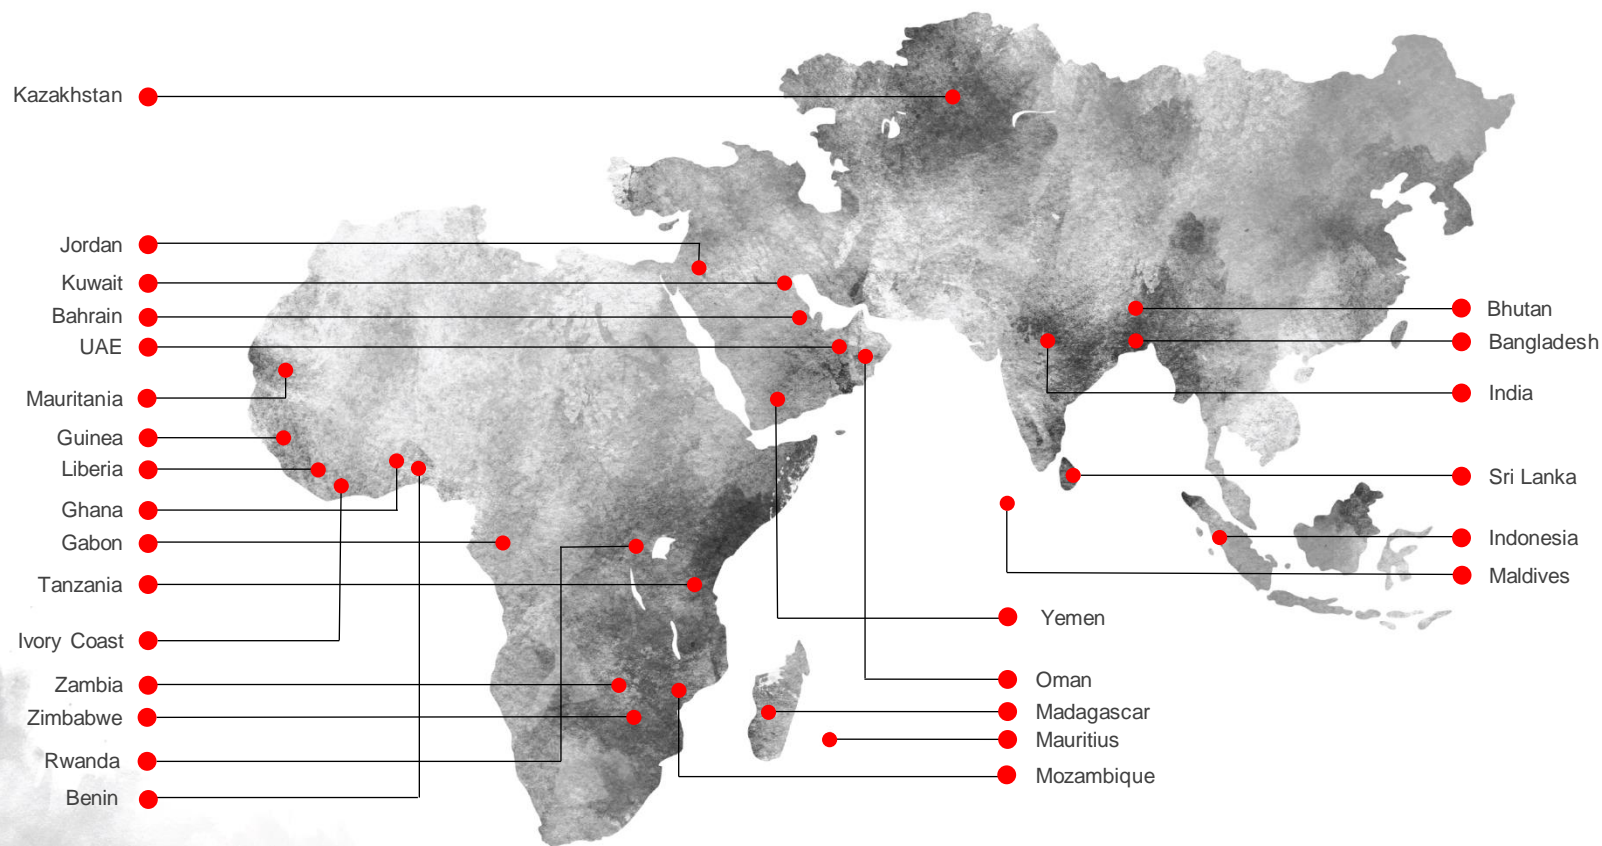 Kazakhstan
Jordan
Kuwait
Bahrain
UAE
Mauritania
Guinea
Liberia
Ghana
Gabon
Tanzania
Ivory Coast
Zambia
Zimbabwe
Rwanda
Benin
Yemen
Oman
Madagascar
Mauritius
Mozambique
Bhutan
Bangladesh
India
Sri Lanka
Indonesia
Maldives